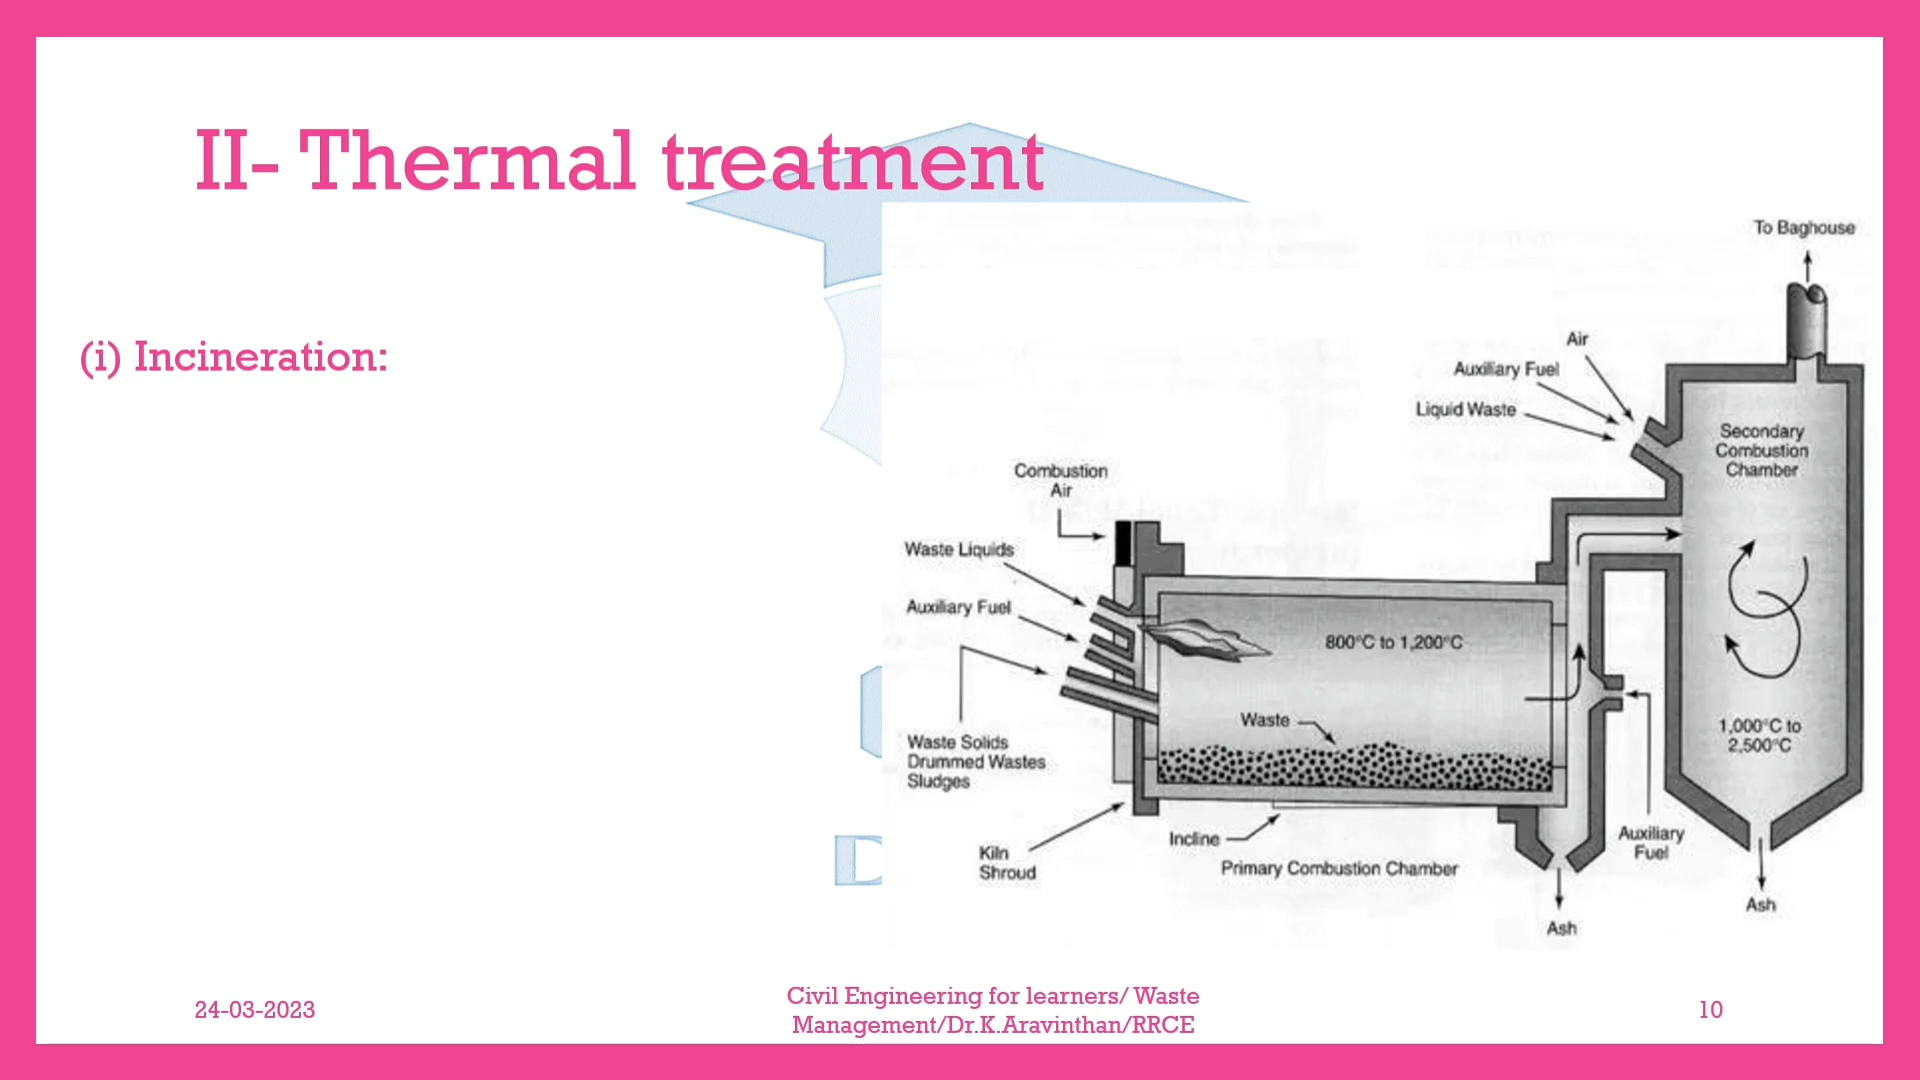 II- Thermal treatment
(i) Incineration:
To Baghouse
Air
Auxiliary Fuel
Liquid Waste
Secondary
Combustion
Chamber
Combustion
Air
Waste Liquids
Auxiliary Fuel
800°C to 1,200°C
Waste
1,000°C to
2,500°C
Waste Solids
Drummed Wastes
Sludges
Incline
Kiln
Shroud
Primary Combustion Chamber
Auxiliary
Fuel
Ash
Ash
24-03-2023
Civil Engineering for learners/ Waste
Management/Dr.K.Aravinthan/RRCE
10